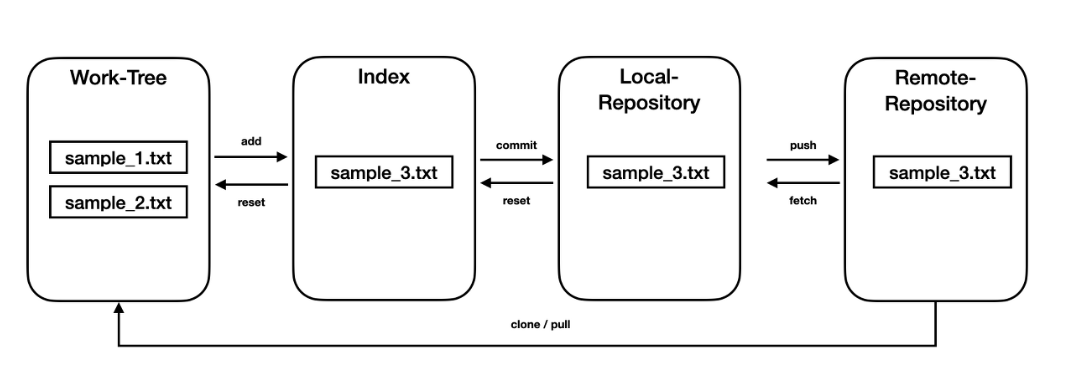 Work-Tree
sample_1.txt
sample_2.txt
add
reset
Index
sample_3.txt
commit
reset
Local-
Repository
sample_3.txt
push
fetch
Remote-
Repository
sample_3.txt
clone / pull